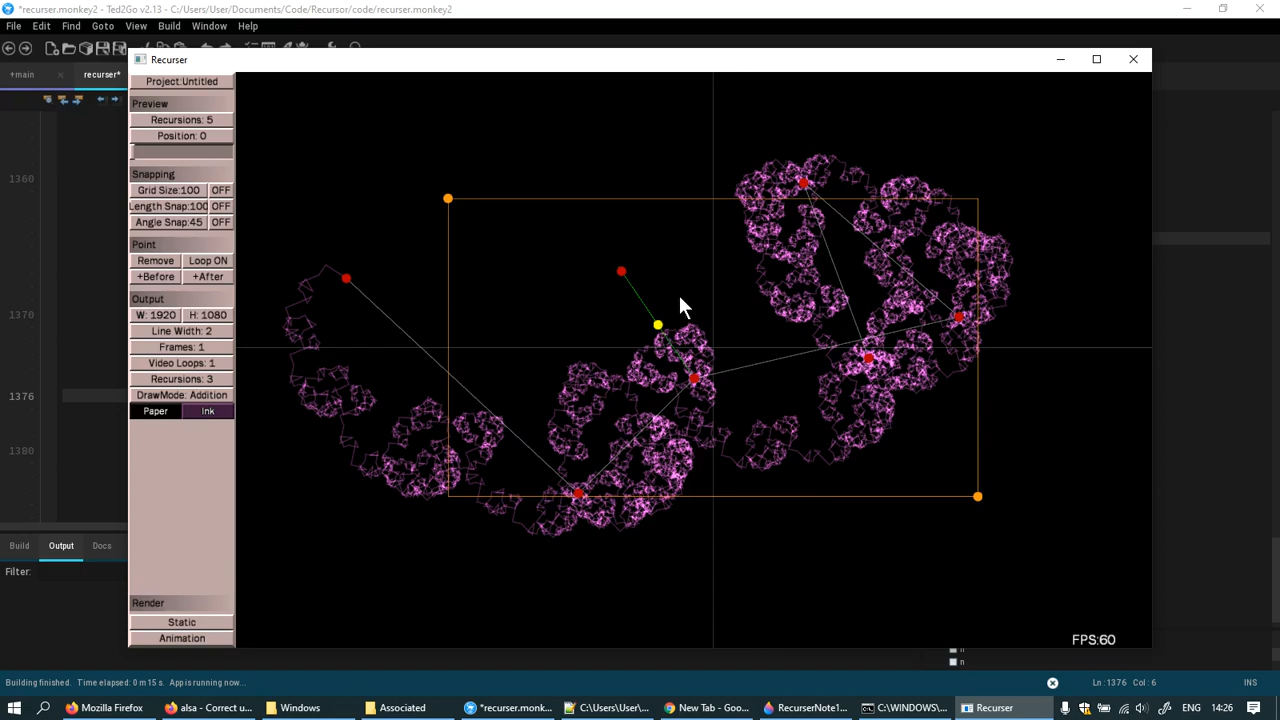 *recurser.monkey2 - Ted2Go v2.13 - C:/Users/User/Documents/Code/Recursor/code/recurser.monkey2
File Edit Find Goto View Build Window Help
Recurser
+main
recurser*
Project:Untitled
Preview
Recursions: 5
Position: 0
Snapping
Grid Size:100 OFF
Length Snap:100 OFF
Angle Snap:45 OFF
Point
Remove Loop ON
+Before +After
Output
W: 1920 H: 1080
Line Width: 2
Frames: 1
Video Loops: 1
Recursions: 3
DrawMode: Addition
Paper Ink
Render
Static
Animation
1360
1370
1376
1380
Build Output Docs
Filter:
FPS:60
Building finished. Time elapsed: 0 m 15 s. App is running now...
Ln : 1376 Col : 6
INS
Mozilla Firefox
alsa - Correct u...
Windows
Associated
*recurser.monk...
C:\Users\User\...
New Tab - Goo...
RecurserNote1...
C:\WINDOWS\...
Recurser
ENG
14:26